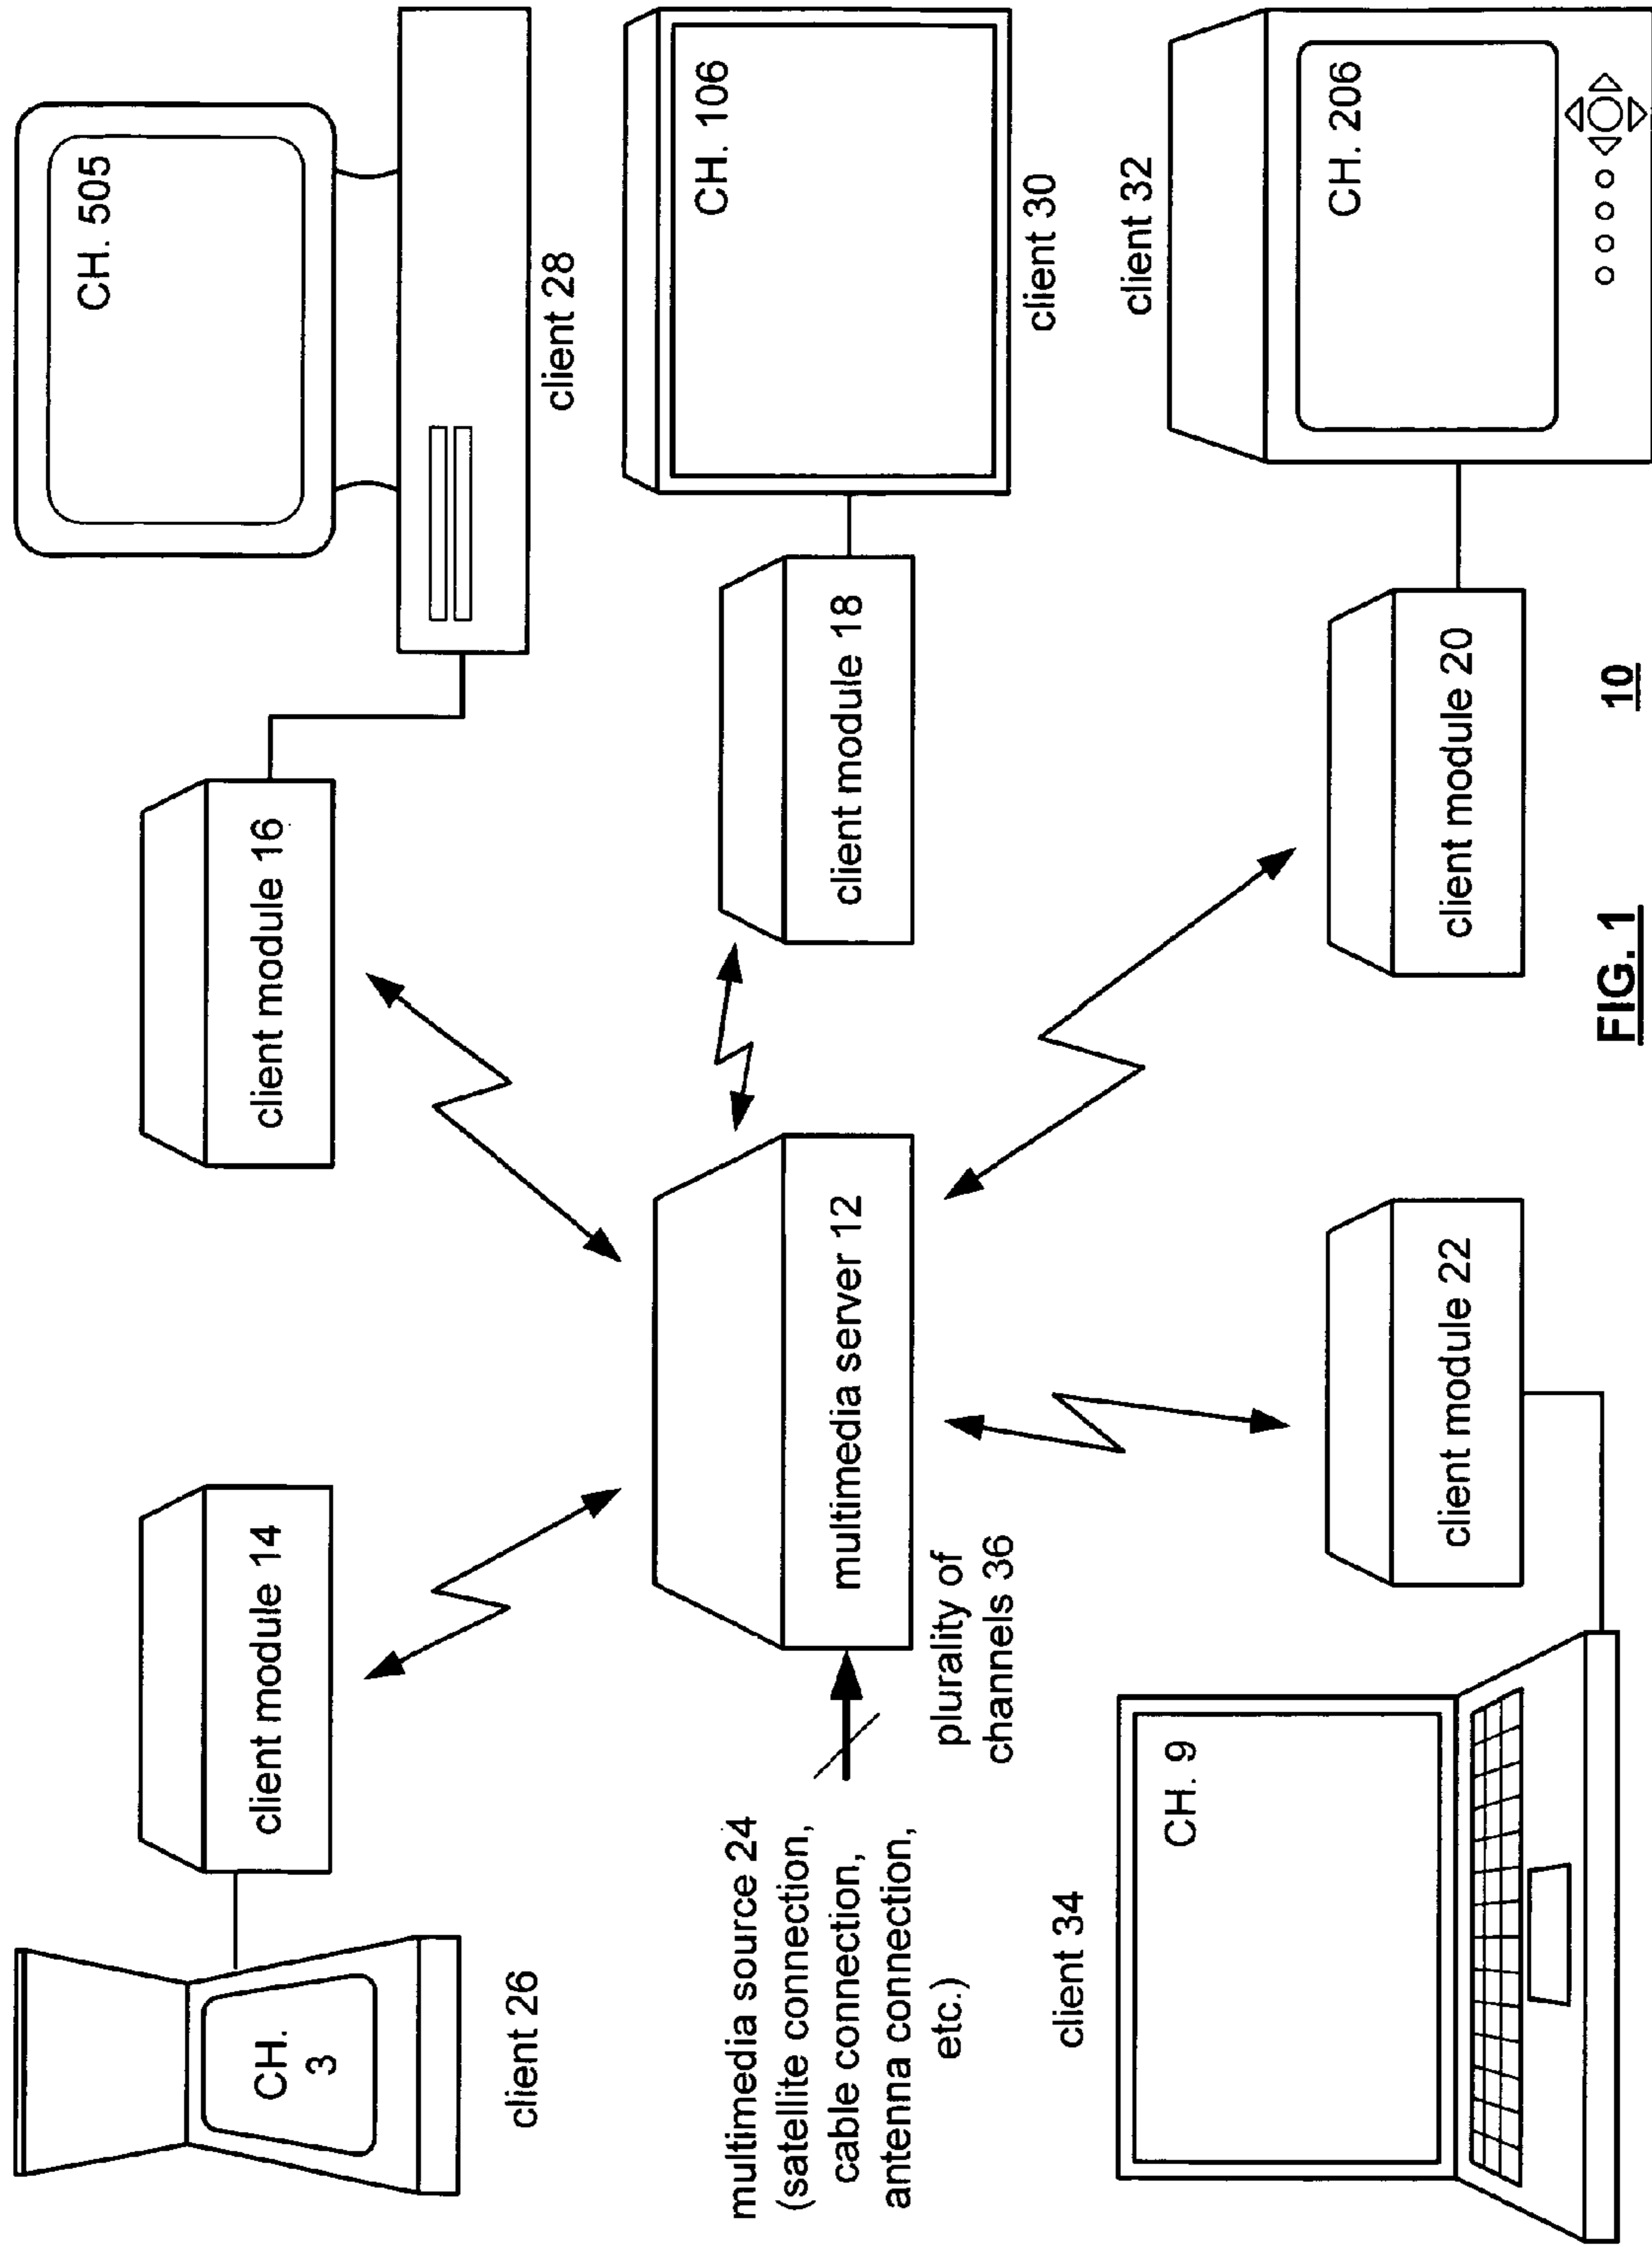 CH.
3
client 26
client module 14
client module 16
CH. 505
client 28
multimedia source 24
(satellite connection,
cable connection,
antenna connection,
etc.)
plurality of
channels 36
multimedia server 12
client module 18
CH. 106
client 30
client 34
CH. 9
client module 22
client module 20
client 32
CH. 206
FIG. 1
10